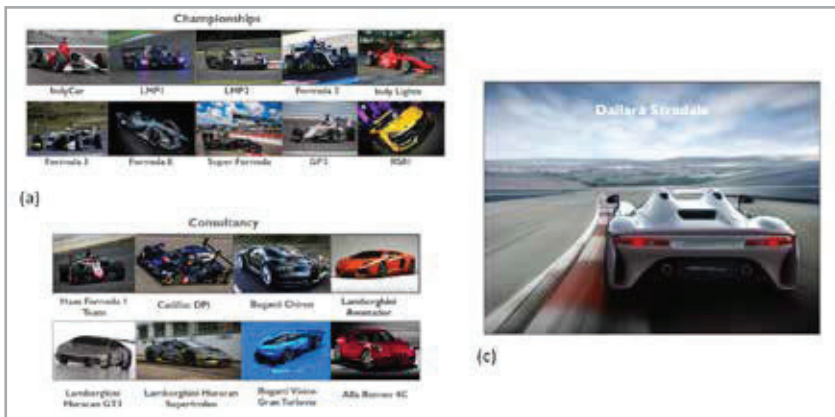 Championships
IndyCar LMP1 LMP2 Formula 2 Indy Lights
Formula 3 Formula E Super Formula GP3
(a)
Consultancy
Haas Formula 1 Team Cadillac DPi Bugatti Chiron Lamborghini Aventador
Lamborghini Huracan GT3 Lamborghini Huracan Supertrofeo Bugatti Vision Gran Turismo Alfa Romeo 4C
Dallara Stradale
(c)